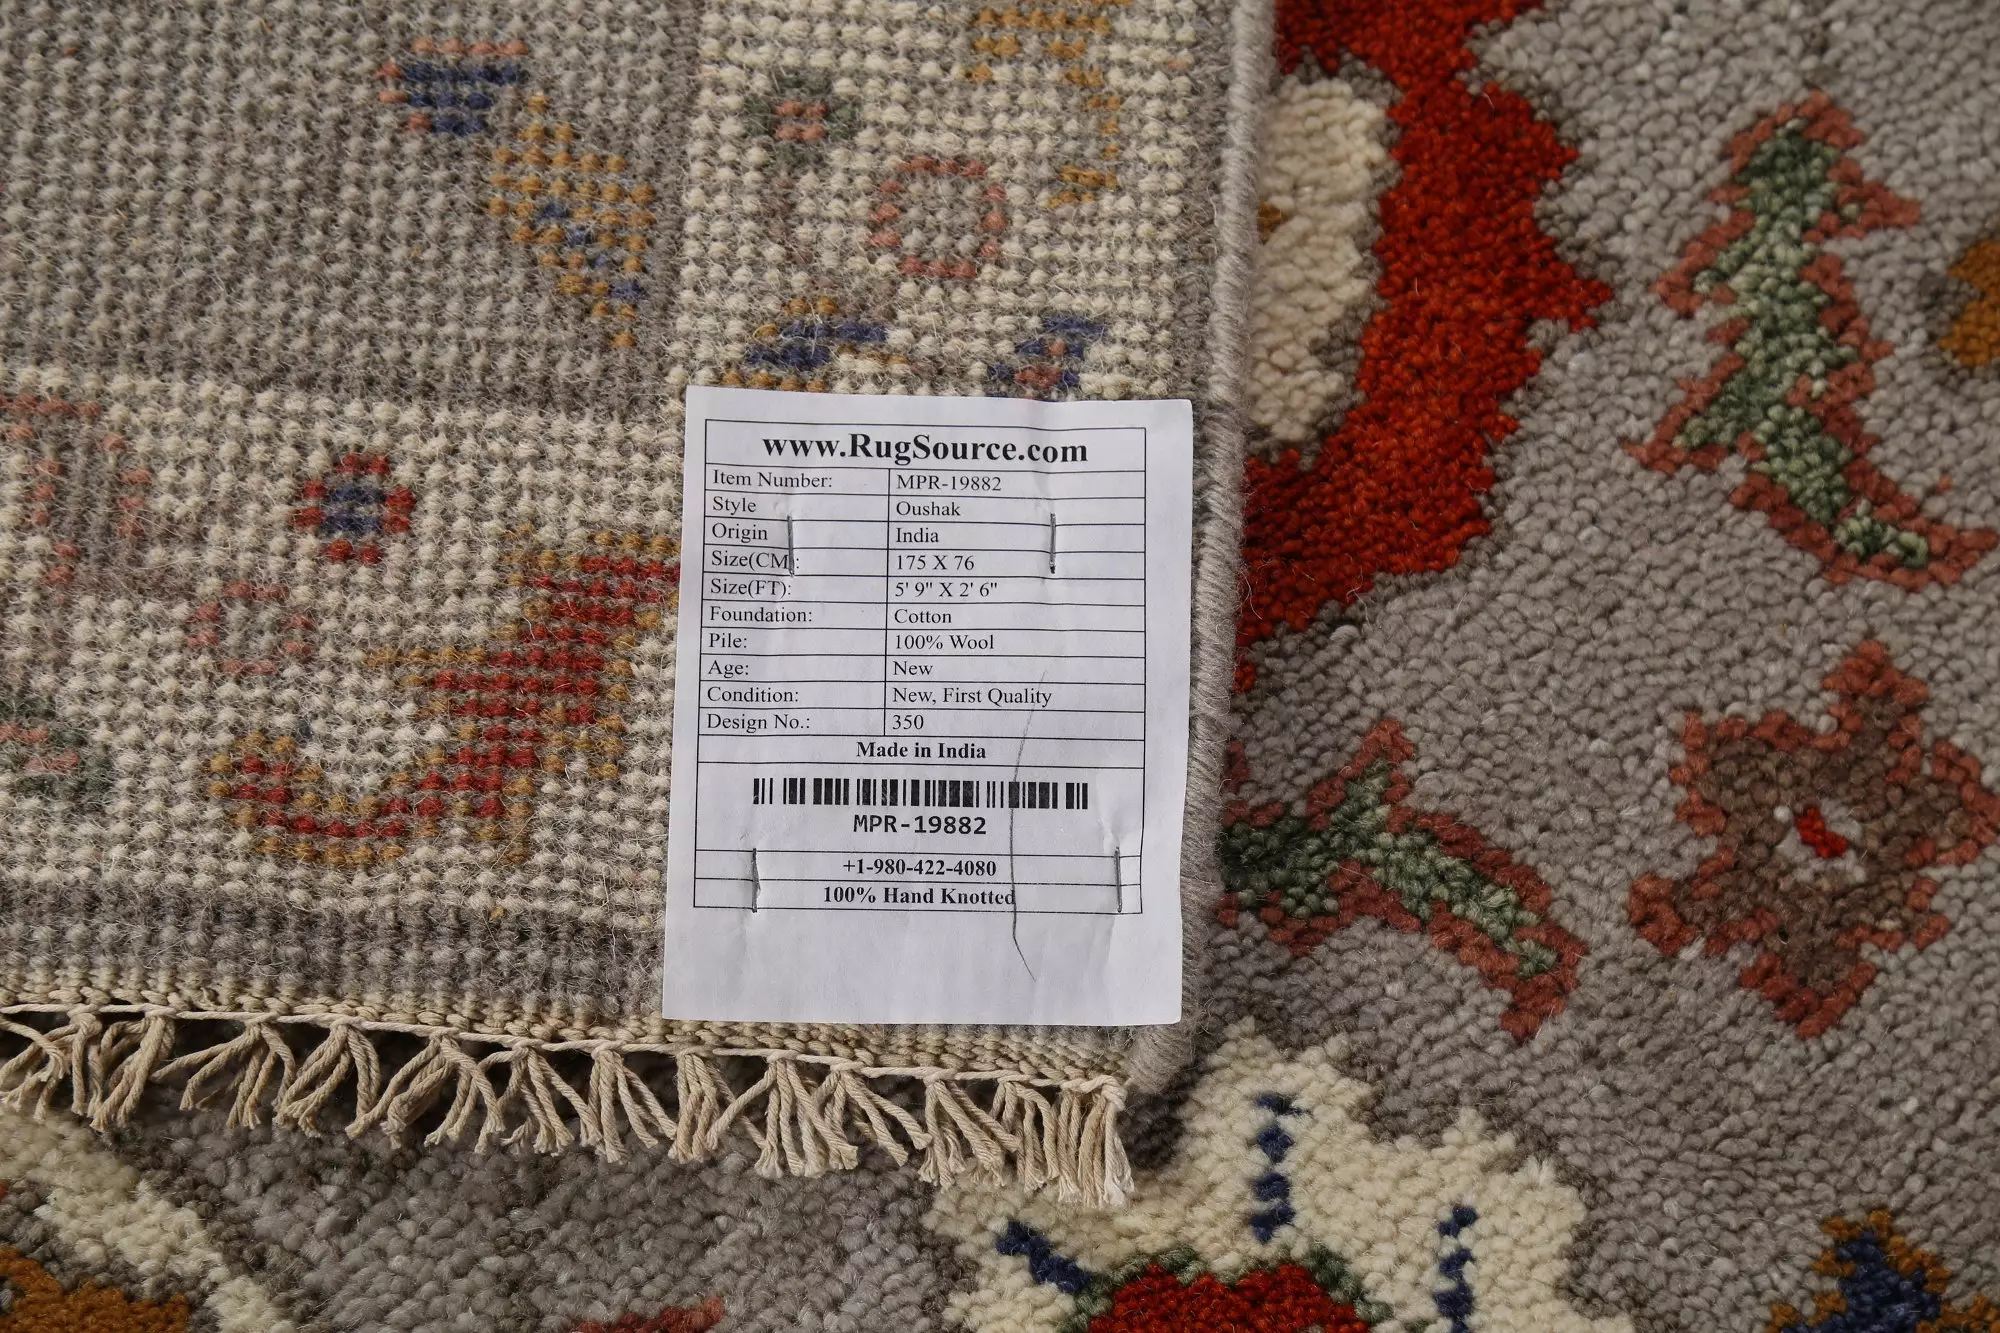 www.RugSource.com
Item Number: MPR-19882
Style Oushak
Origin India
Size(CM): 175 X 76
Size(FT): 5' 9" X 2' 6"
Foundation: Cotton
Pile: 100% Wool
Age: New
Condition: New, First Quality
Design No.: 350
Made in India
MPR-19882
+1-980-422-4080
100% Hand Knotted